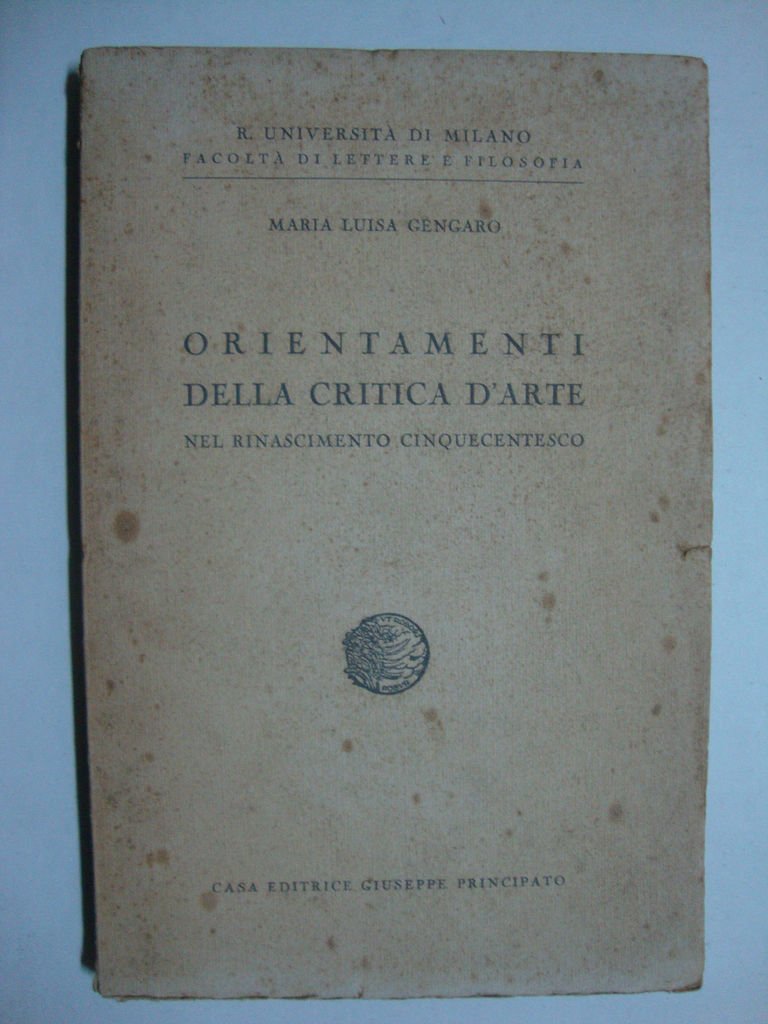 R. UNIVERSITÀ DI MILANO
FACOLTÀ DI LETTERE E FILOSOFIA
MARIA LUISA GENGARO
ORIENTAMENTI
DELLA CRITICA D'ARTE
NEL RINASCIMENTO CINQUECENTESCO
CASA EDITRICE GIUSEPPE PRINCIPATO